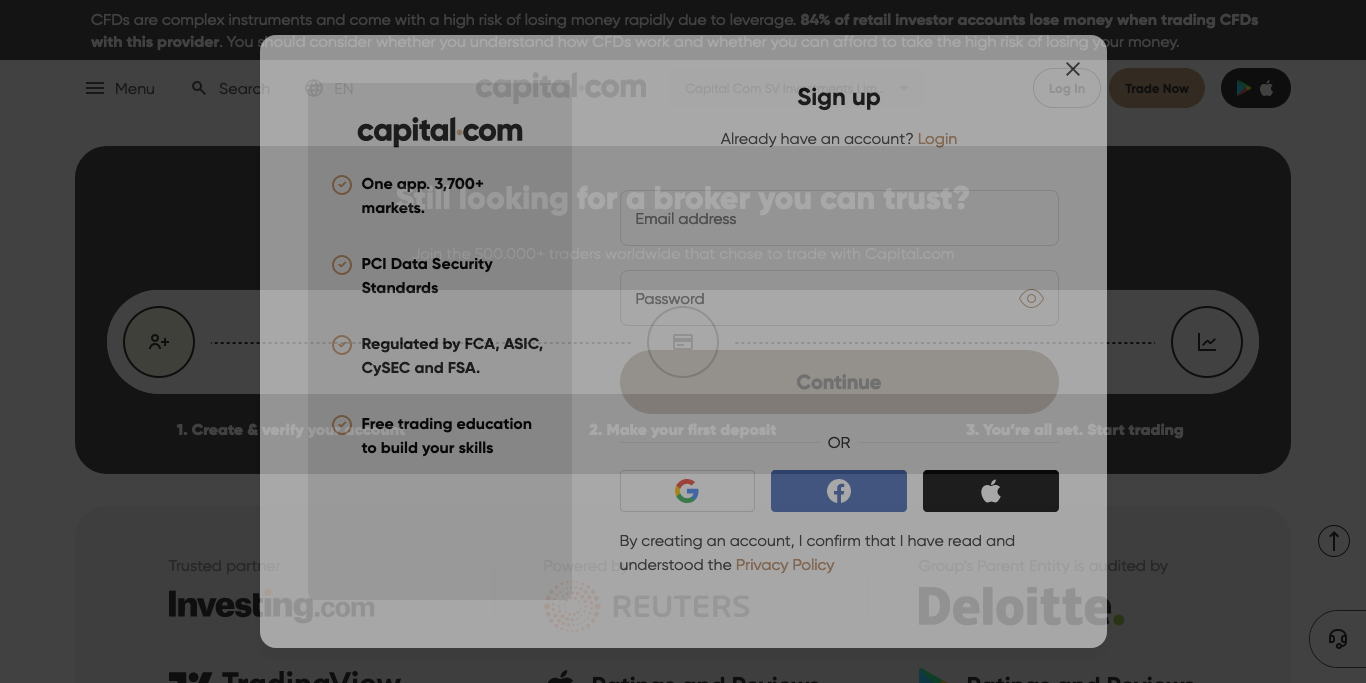 CFDs are complex instruments and come with a high risk of losing money rapidly due to leverage. 84% of retail investor accounts lose money when trading CFDs
with this provider. You should consider whether you understand how CFDs work and whether you can afford to take the high risk of losing your money.
Menu
Search
EN
capital.com
Capital Com SV Investments Lim...
Log In
Trade Now
Sign up
Already have an account? Login
capital.com
One app. 3,700+
markets.
PCI Data Security
Standards
Regulated by FCA, ASIC,
CySEC and FSA.
Free trading education
to build your skills
Still looking for a broker you can trust?
Join the 500.000+ traders worldwide that chose to trade with Capital.com
Email address
Password
Continue
1. Create & verify your account
2. Make your first deposit
3. You're all set. Start trading
OR
By creating an account, I confirm that I have read and
understood the Privacy Policy
Trusted partner
Powered by
Group's Parent Entity is audited by
Investing.com
REUTERS
Deloitte.
TradingView
Ratings and Reviews
Ratings and Reviews